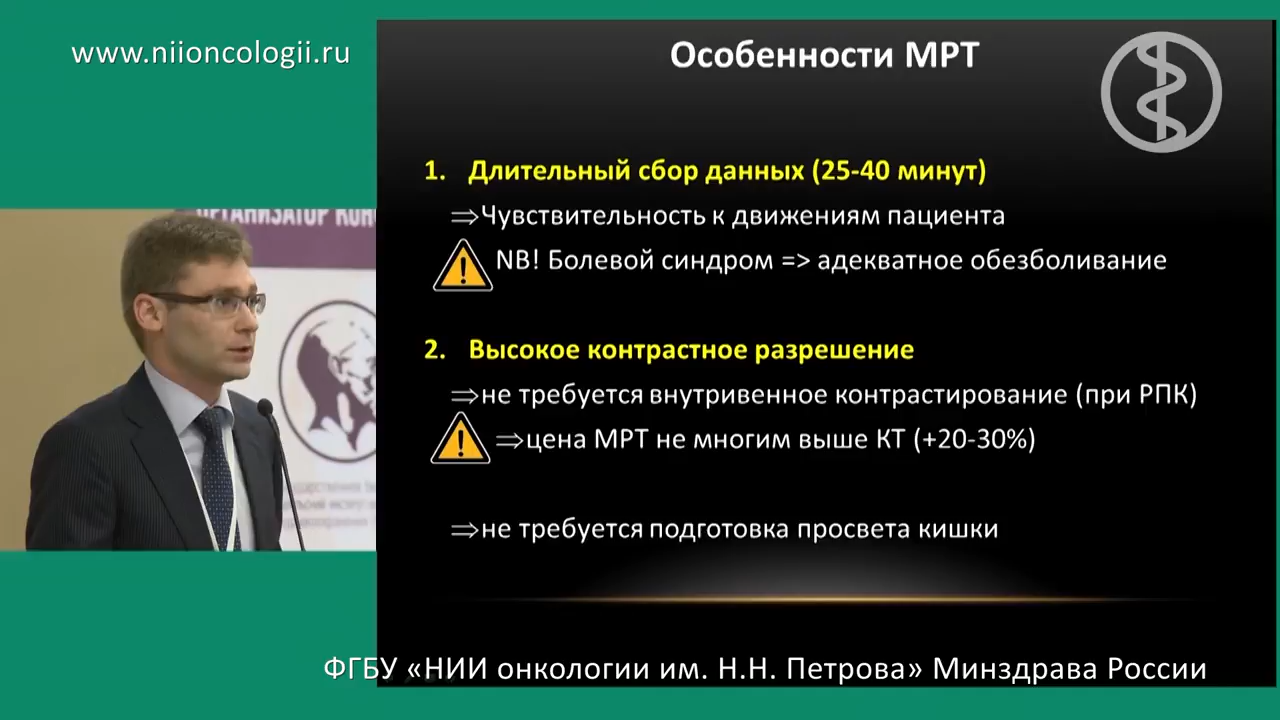 www.niioncologii.ru
Особенности МРТ
1. Длительный сбор данных (25-40 минут)
⇒Чувствительность к движениям пациента
NB! Болевой синдром => адекватное обезболивание
2. Высокое контрастное разрешение
⇒не требуется внутривенное контрастирование (при РПК)
⇒цена МРТ не многим выше КТ (+20-30%)
⇒не требуется подготовка просвета кишки
ОРГАНИЗАТОР
ФГБУ «НИИ онкологии им. Н.Н. Петрова» Минздрава России